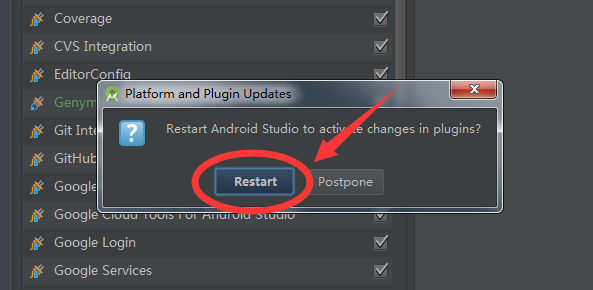 Coverage
CVS Integration
EditorConfig
Platform and Plugin Updates
Genym
Restart Android Studio to activate changes in plugins?
Git Inte
GitHub
Restart
Postpone
Google
Google Cloud Tools For Android Studio
Google Login
Google Services